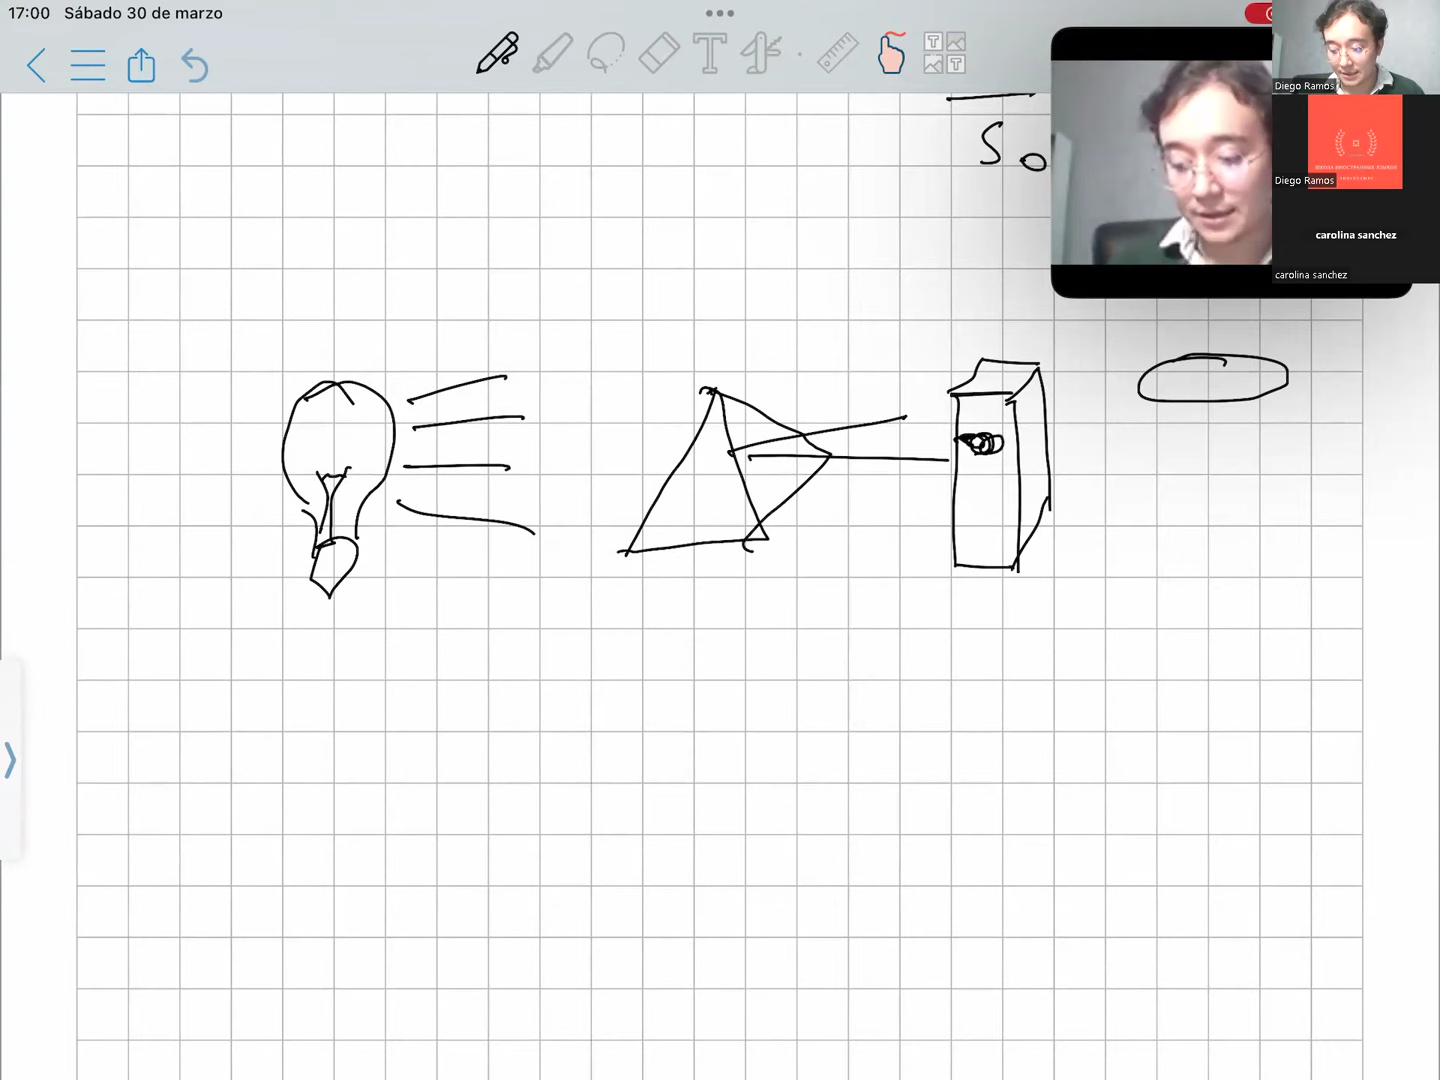 17:00 Sábado 30 de marzo
Diego Ramos
Diego Ramos
carolina sanchez
carolina sanchez
So